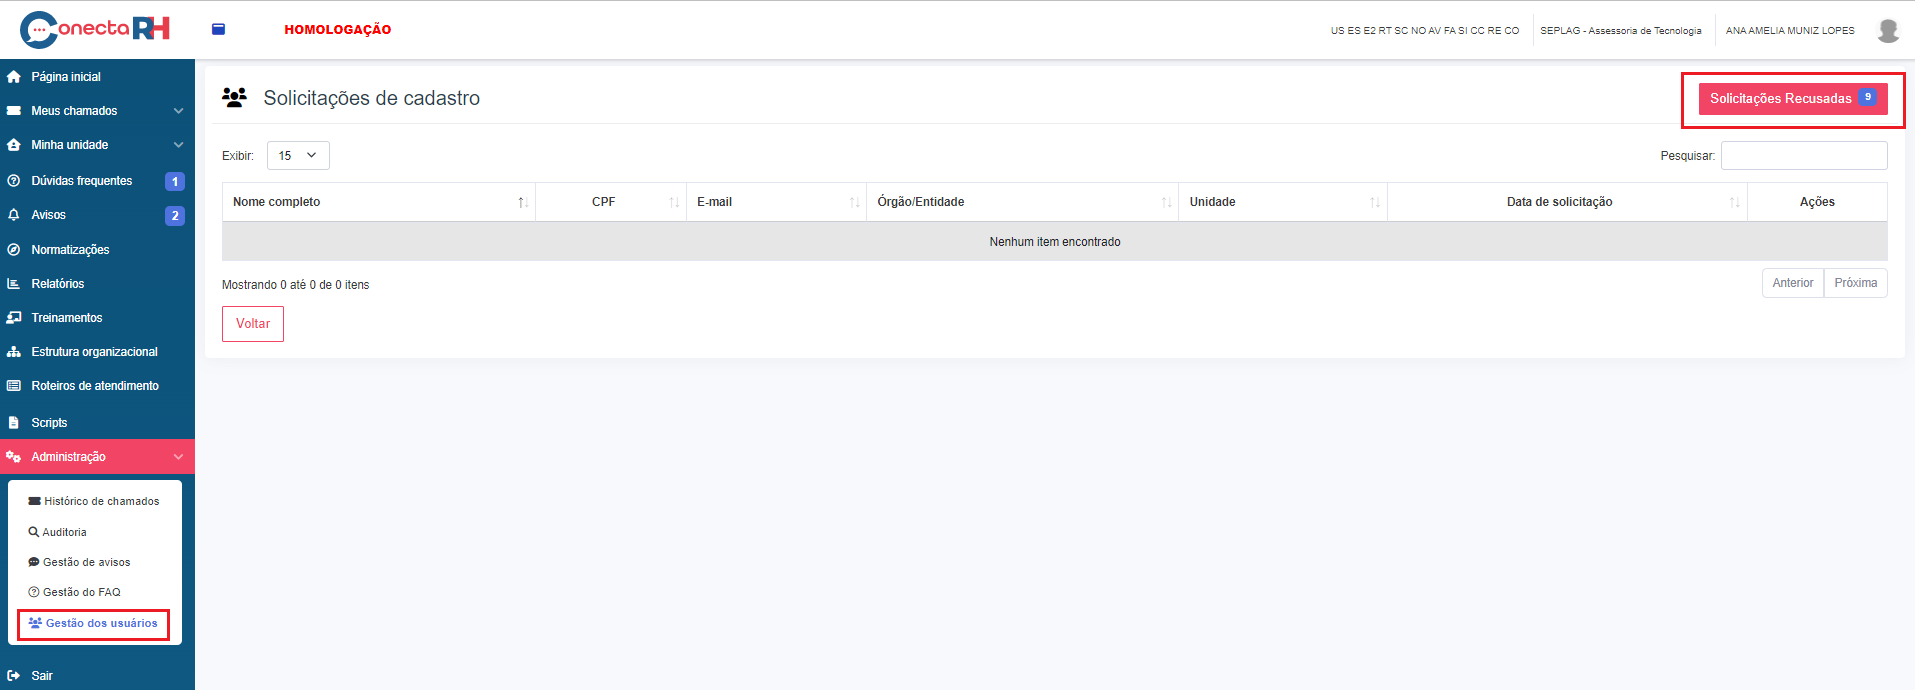 Conecta RH
HOMOLOGAÇÃO
US ES E2 RT SC NO AV FA SI CC RE CO
SEPLAG - Assessoria de Tecnologia
ANA AMELIA MUNIZ LOPES
Página inicial
Meus chamados
Minha unidade
Dúvidas frequentes 1
Avisos 2
Normatizações
Relatórios
Treinamentos
Estrutura organizacional
Roteiros de atendimento
Scripts
Administração
Histórico de chamados
Auditoria
Gestão de avisos
Gestão do FAQ
Gestão dos usuários
Sair
Solicitações de cadastro
Solicitações Recusadas 9
Exibir: 15
Pesquisar:
Nome completo CPF E-mail Órgão/Entidade Unidade Data de solicitação Ações
Nenhum item encontrado
Mostrando 0 até 0 de 0 itens
Anterior Próxima
Voltar